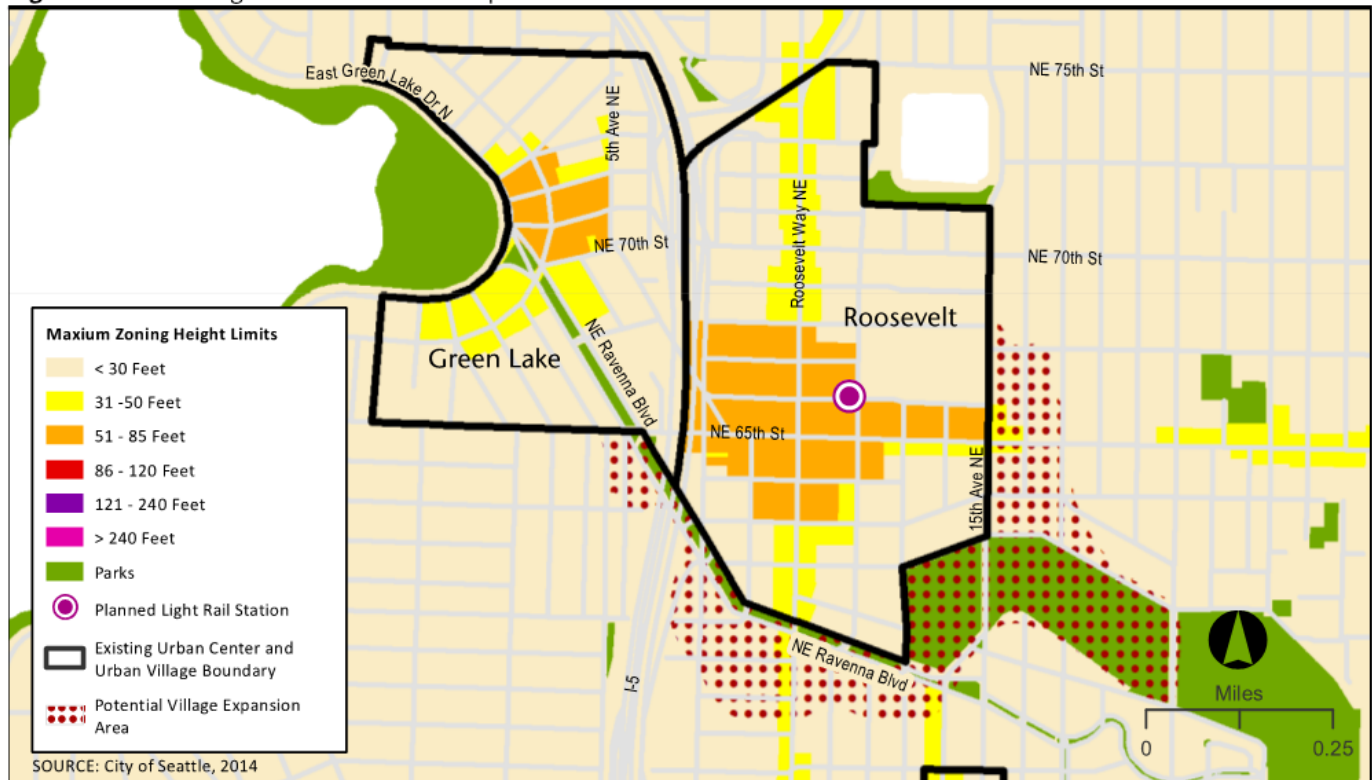 East Green Lake Dr N
5th Ave NE
NE 75th St
Roosevelt Way NE
NE 70th St
NE 70th St
Roosevelt
Green Lake
NE Ravenna Blvd
NE 65th St
15th Ave NE
NE Ravenna Blvd
I-5
Maxium Zoning Height Limits
< 30 Feet
31 -50 Feet
51 - 85 Feet
86 - 120 Feet
121 - 240 Feet
> 240 Feet
Parks
Planned Light Rail Station
Existing Urban Center and
Urban Village Boundary
Potential Village Expansion
Area
Miles
0 0.25
SOURCE: City of Seattle, 2014